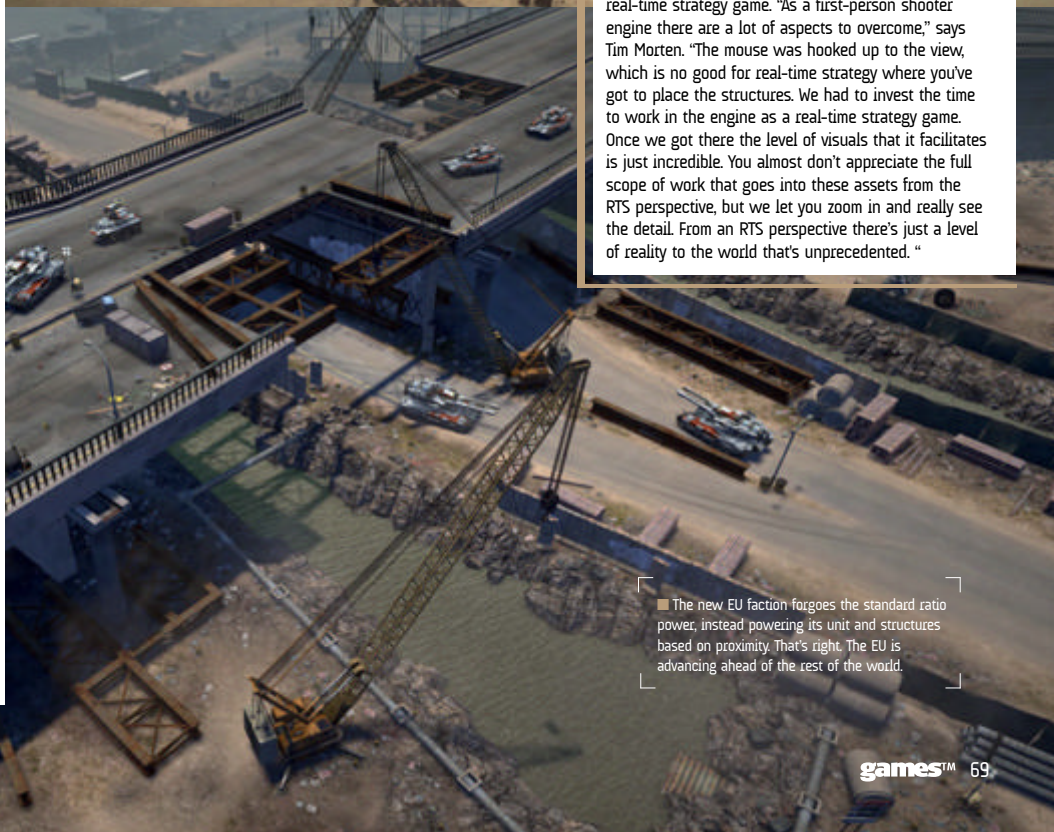 real-time strategy game. “As a first-person shooter
engine there are a lot of aspects to overcome,” says
Tim Morten. “The mouse was hooked up to the view,
which is no good for real-time strategy where you’ve
got to place the structures. We had to invest the time
to work in the engine as a real-time strategy game.
Once we got there the level of visuals that it facilitates
is just incredible. You almost don’t appreciate the full
scope of work that goes into these assets from the
RTS perspective, but we let you zoom in and really see
the detail. From an RTS perspective there’s just a level
of reality to the world that’s unprecedented. “
The new EU faction forgoes the standard ratio
power, instead powering its unit and structures
based on proximity. That’s right. The EU is
advancing ahead of the rest of the world.
games™ 69